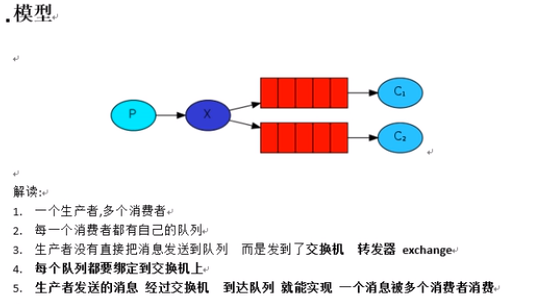 模型
P
X
C₁
C₂
解读:
1. 一个生产者,多个消费者
2. 每一个消费者都有自己的队列
3. 生产者没有直接把消息发送到队列 而是发到了交换机 转发器 exchange
4. 每个队列都要绑定到交换机上
5. 生产者发送的消息 经过交换机 到达队列 就能实现 一个消息被多个消费者消费